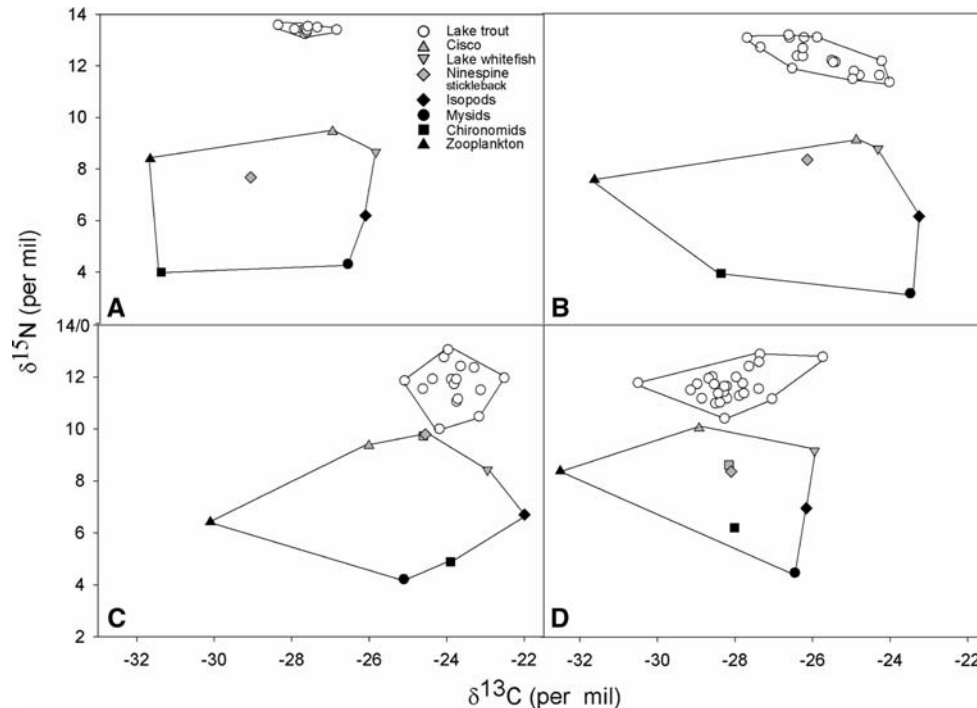 14
12
10
8
6
4
14/0
12
10
8
6
4
2
δ15N (per mil)
Lake trout
Cisco
Lake whitefish
Ninespine
stickleback
Isopods
Mysids
Chironomids
Zooplankton
A
B
C
D
-32 -30 -28 -26 -24 -22 -32 -30 -28 -26 -24 -22
δ13C (per mil)